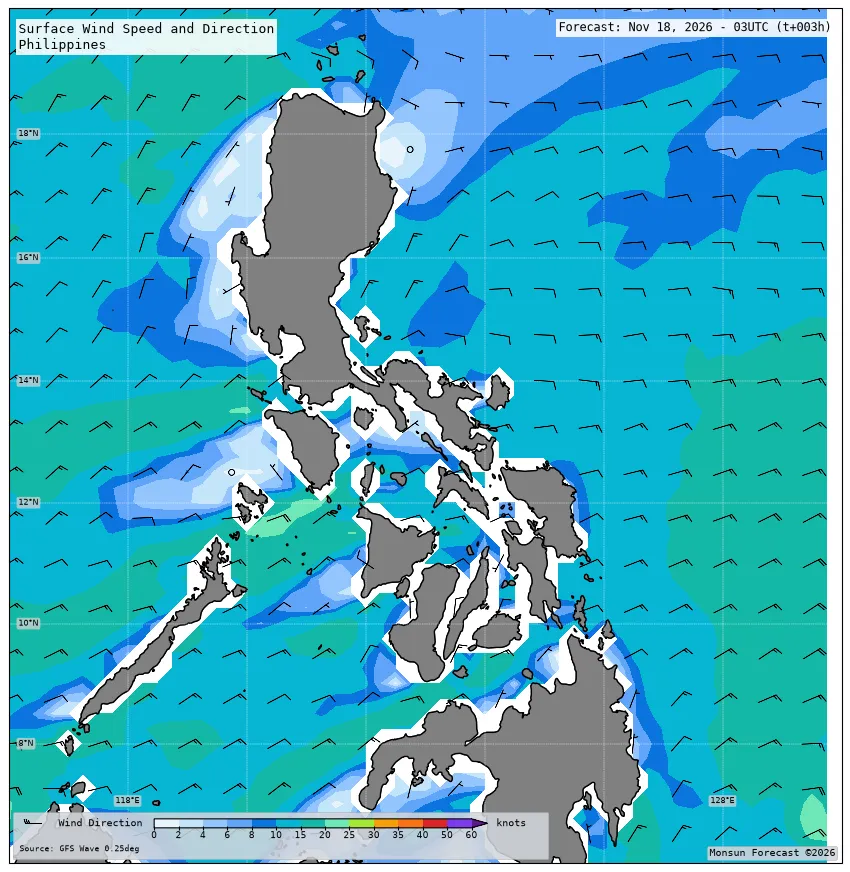 Surface Wind Speed and Direction
Philippines
Forecast: Nov 18, 2026 - 03UTC (t+003h)
18°N
16°N
14°N
12°N
10°N
8°N
118°E
128°E
Wind Direction
0 2 4 6 8 10 15 20 25 30 35 40 50 60
knots
Source: GFS Wave 0.25deg
Monsun Forecast ©2026